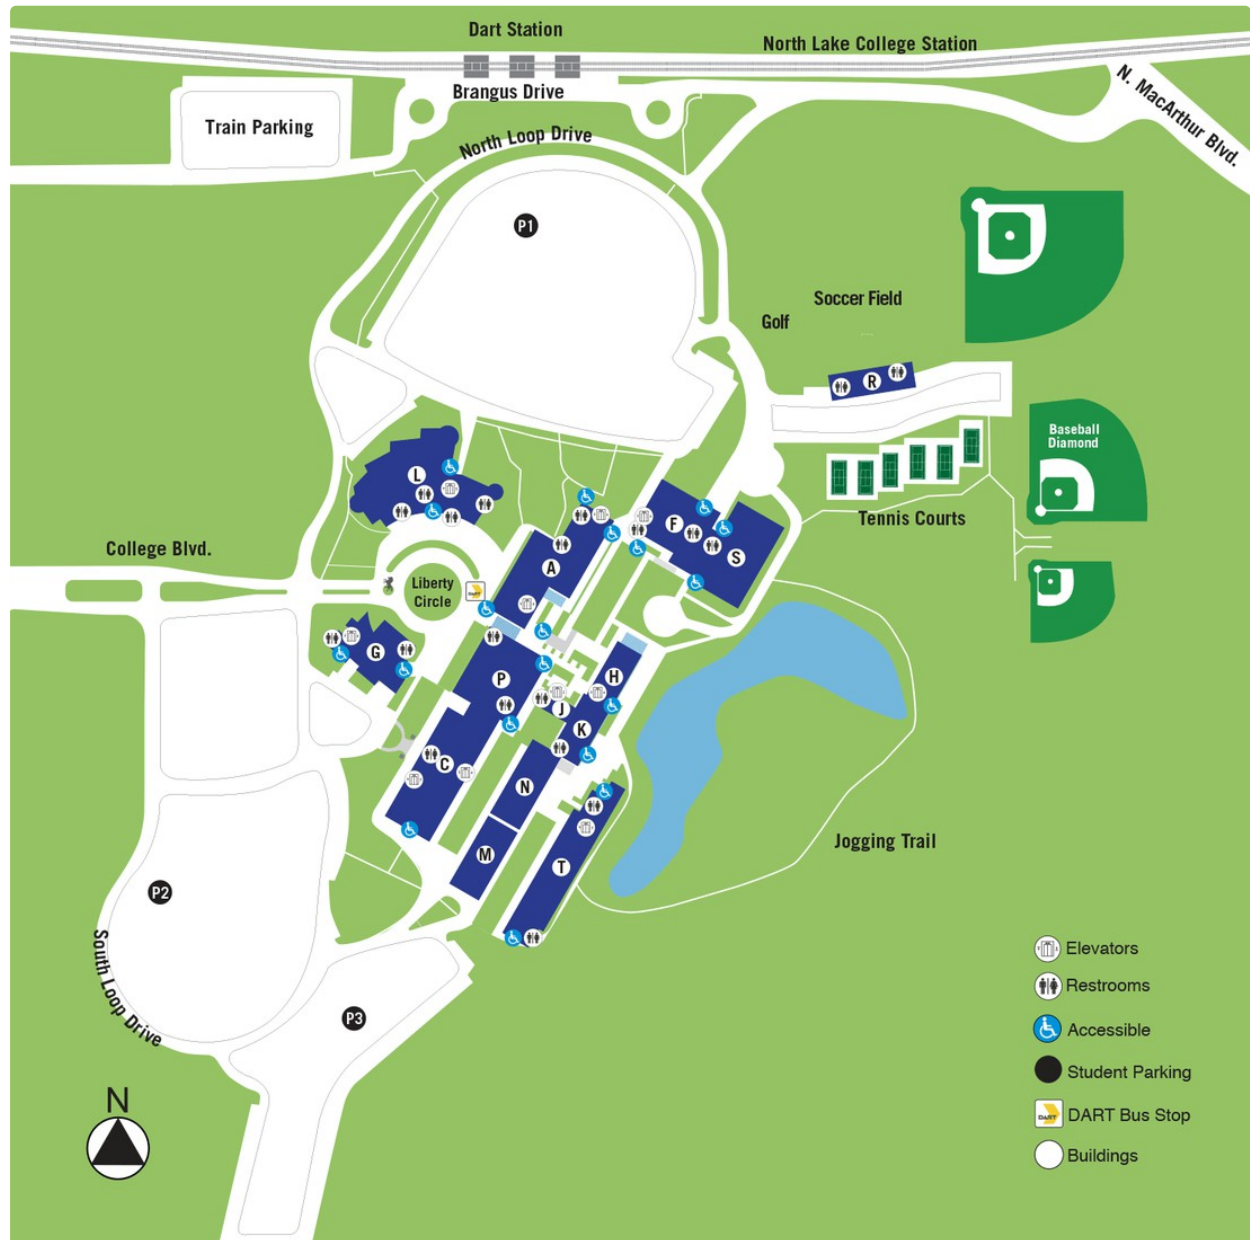 Dart Station
North Lake College Station
Brangus Drive
N. MacArthur Blvd.
Train Parking
North Loop Drive
P1
Soccer Field
Golf
R
Baseball
Diamond
L
Tennis Courts
F
S
College Blvd.
A
Liberty
Circle
DART
G
P
H
J
K
C
N
M
T
Jogging Trail
P2
South Loop Drive
P3
Elevators
Restrooms
Accessible
Student Parking
DART
DART Bus Stop
Buildings
N